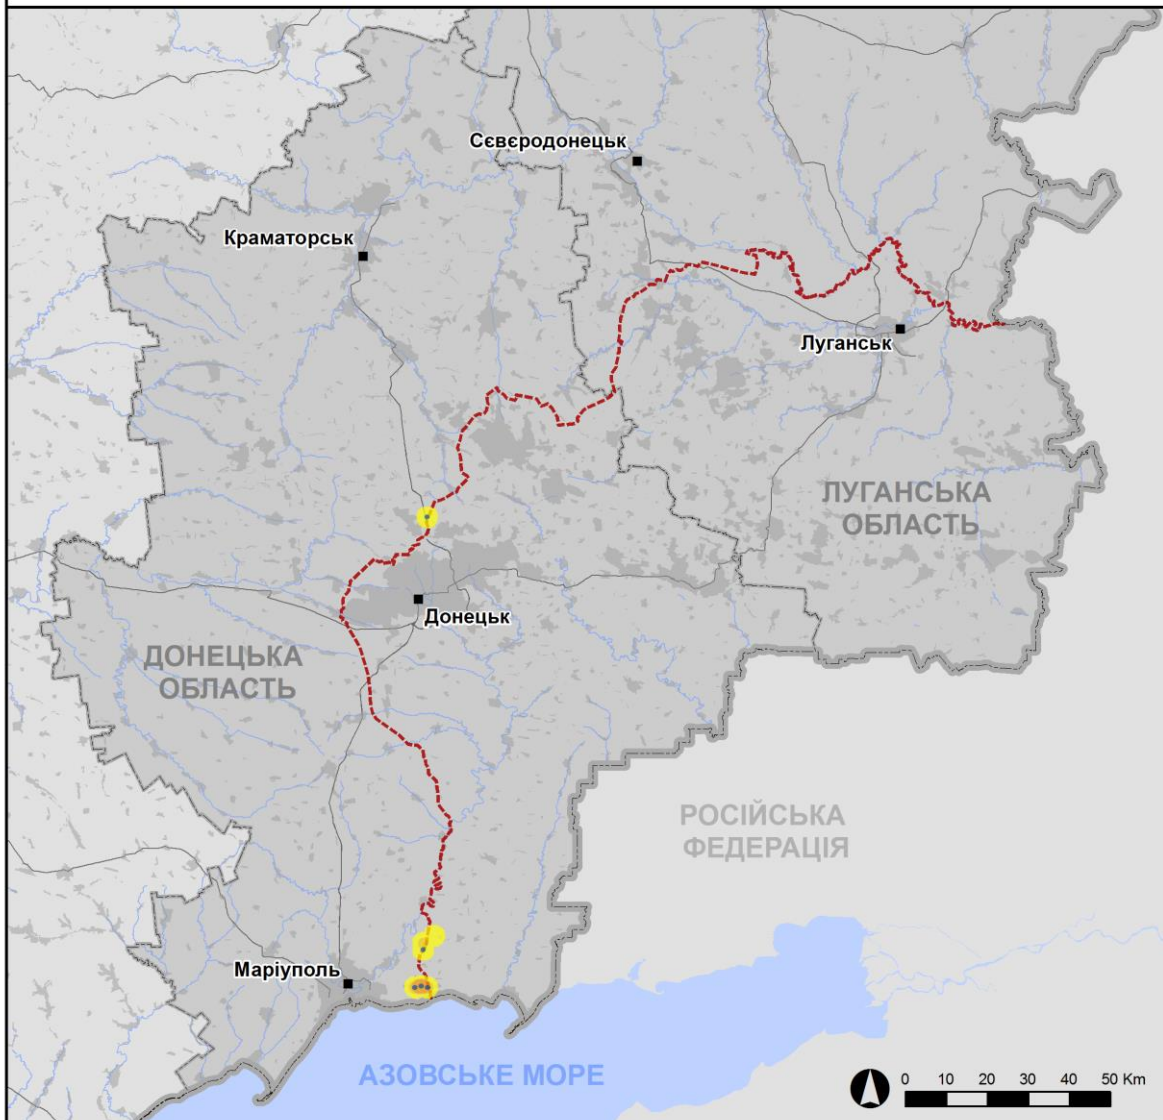 Сєвєродонецьк
Краматорськ
Луганськ
ЛУГАНСЬКА
ОБЛАСТЬ
Донецьк
ДОНЕЦЬКА
ОБЛАСТЬ
РОСІЙСЬКА
ФЕДЕРАЦІЯ
Маріуполь
АЗОВСЬКЕ МОРЕ
0 10 20 30 40 50 Km